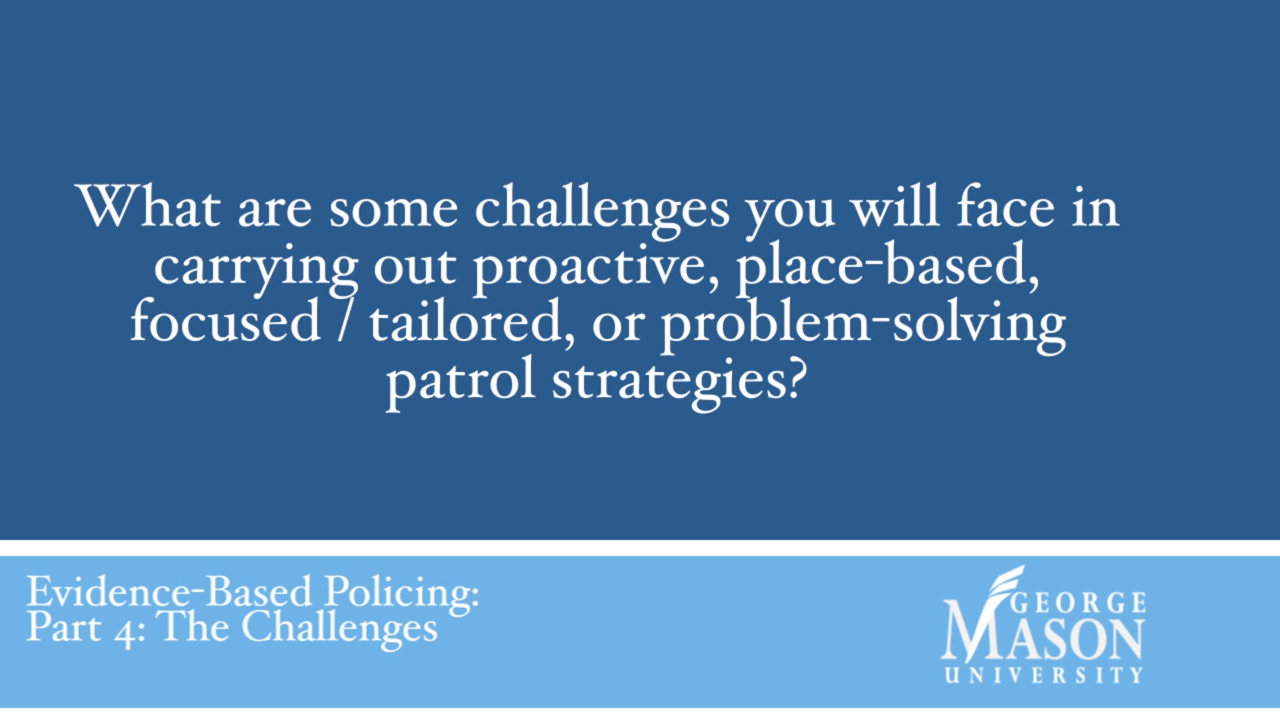 What are some challenges you will face in
carrying out proactive, place-based,
focused / tailored, or problem-solving
patrol strategies?
Evidence-Based Policing:
Part 4: The Challenges
GEORGE
MASON
UNIVERSITY